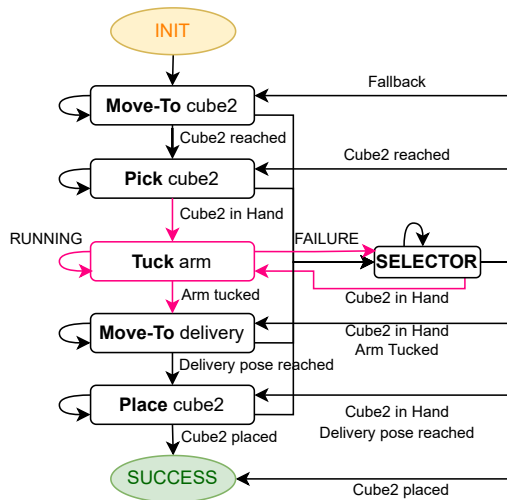 INIT
Fallback
Move-To cube2
Cube2 reached
Cube2 reached
Pick cube2
Cube2 in Hand
RUNNING
FAILURE
Tuck arm
SELECTOR
Arm tucked
Cube2 in Hand
Move-To delivery
Cube2 in Hand
Arm Tucked
Delivery pose reached
Place cube2
Cube2 in Hand
Delivery pose reached
Cube2 placed
SUCCESS
Cube2 placed